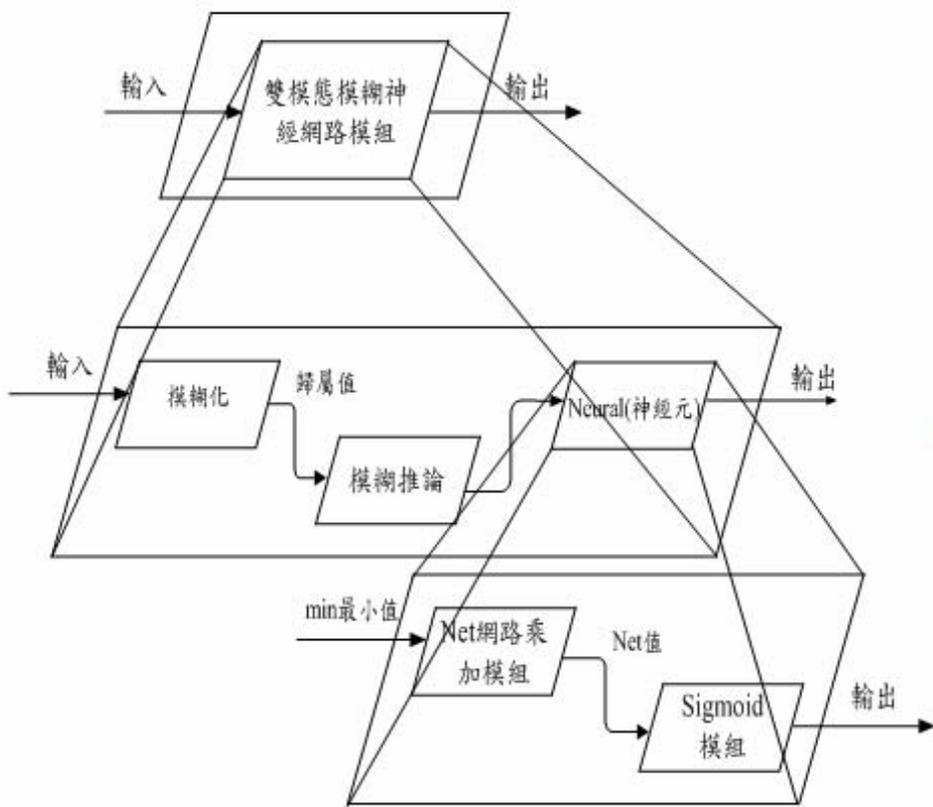 輸入
雙模態模糊神
經網路模組
輸出
輸入
模糊化
歸屬值
模糊推論
Neural(神經元)
輸出
min最小值
Net網路乘
加模組
Net值
Sigmoid
模組
輸出